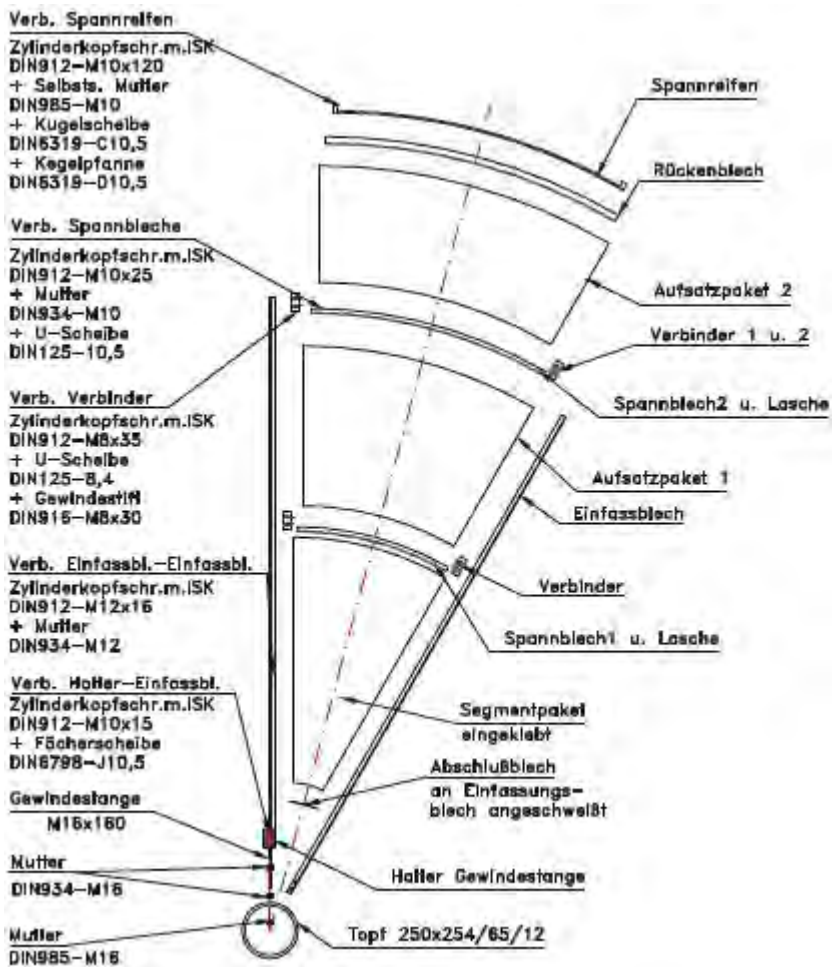 Verb. Spannreifen
Zylinderkopfschr.m.ISK
DIN912-M10x120
+ Selbsts. Mutter
DIN985-M10
+ Kugelscheibe
DIN6319-C10,5
+ Kegelpfanne
DIN6319-D10,5
Verb. Spannbleche
Zylinderkopfschr.m.ISK
DIN912-M10x25
+ Mutter
DIN934-M10
+ U-Scheibe
DIN125-10,5
Verb. Verbinder
Zylinderkopfschr.m.ISK
DIN912-M8x35
+ U-Scheibe
DIN125-8,4
+ Gewindestift
DIN916-M8x30
Verb. Einfassbl.-Einfassbl.
Zylinderkopfschr.m.ISK
DIN912-M12x16
+ Mutter
DIN934-M12
Verb. Halter-Einfassbl.
Zylinderkopfschr.m.ISK
DIN912-M10x15
+ Fächerscheibe
DIN6798-J10,5
Gewindestange
M16x160
Mutter
DIN934-M16
Mutter
DIN985-M16
Spannreifen
Rückenblech
Aufsatzpaket 2
Verbinder 1 u. 2
Spannblech2 u. Lasche
Aufsatzpaket 1
Einfassblech
Verbinder
Spannblech1 u. Lasche
Segmentpaket
eingeklebt
Abschlußblech
an Einfassungs-
blech angeschweißt
Halter Gewindestange
Topf 250x254/65/12